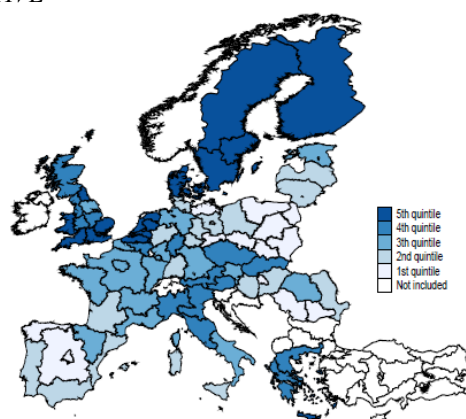 5th quintile
4th quintile
3th quintile
2nd quintile
1st quintile
Not included